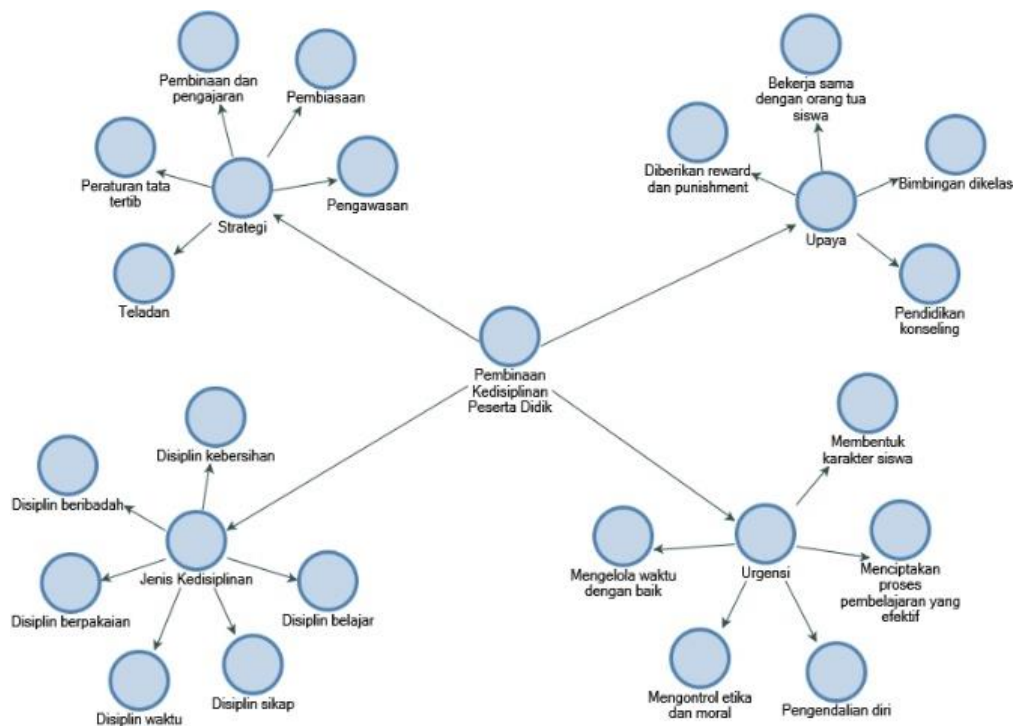 Pembinaan dan
pengajaran
Pembiasaan
Peraturan tata
tertib
Pengawasan
Strategi
Teladan
Bekerja sama
dengan orang tua
siswa
Diberikan reward
dan punishment
Bimbingan dikelas
Upaya
Pendidikan
konseling
Pembinaan
Kedisiplinan
Peserta Didik
Disiplin kebersihan
Disiplin beribadah
Jenis Kedisiplinan
Disiplin berpakaian
Disiplin belajar
Disiplin waktu
Disiplin sikap
Membentuk
karakter siswa
Mengelola waktu
dengan baik
Urgensi
Menciptakan
proses
pembelajaran yang
efektif
Mengontrol etika
dan moral
Pengendalian diri